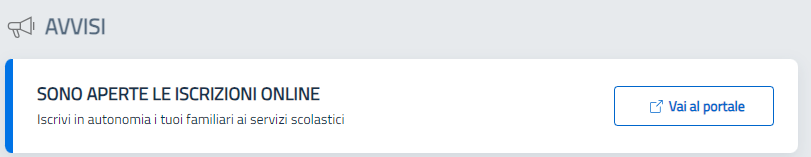 AVVISI
SONO APERTE LE ISCRIZIONI ONLINE
Iscrivi in autonomia i tuoi familiari ai servizi scolastici
Vai al portale